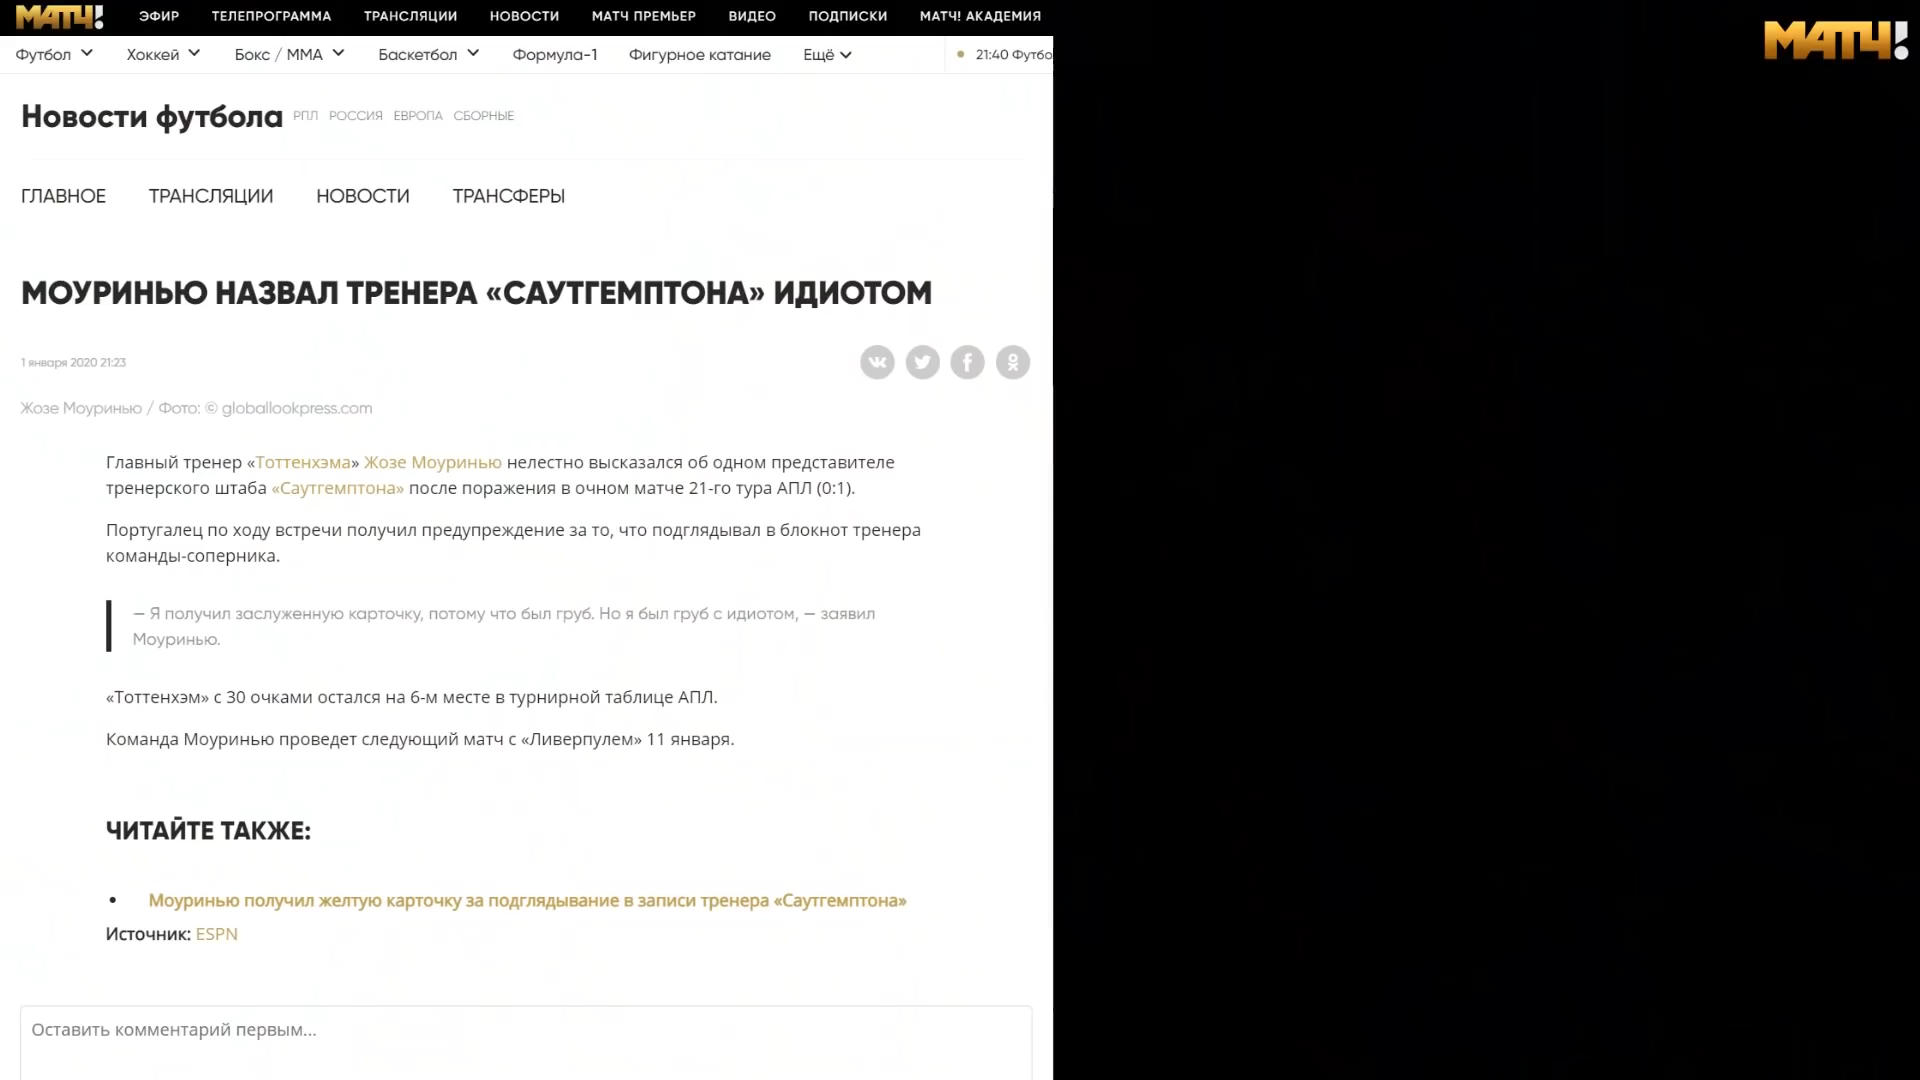 МАТЧ! ЭФИР ТЕЛЕПРОГРАММА ТРАНСЛЯЦИИ НОВОСТИ МАТЧ ПРЕМЬЕР ВИДЕО ПОДПИСКИ МАТЧ! АКАДЕМИЯ
МАТЧ!
Футбол Хоккей Бокс / ММА Баскетбол Формула-1 Фигурное катание Ещё 21:40 Футбо
Новости футбола РПЛ РОССИЯ ЕВРОПА СБОРНЫЕ
ГЛАВНОЕ ТРАНСЛЯЦИИ НОВОСТИ ТРАНСФЕРЫ
МОУРИНЬЮ НАЗВАЛ ТРЕНЕРА «САУТГЕМПТОНА» ИДИОТОМ
1 января 2020 21:23
Жозе Моуринью / Фото: © globallookpress.com
Главный тренер «Тоттенхэма» Жозе Моуринью нелестно высказался об одном представителе
тренерского штаба «Саутгемптона» после поражения в очном матче 21-го тура АПЛ (0:1).
Португалец по ходу встречи получил предупреждение за то, что подглядывал в блокнот тренера
команды-соперника.
— Я получил заслуженную карточку, потому что был груб. Но я был груб с идиотом, — заявил
Моуринью.
«Тоттенхэм» с 30 очками остался на 6-м месте в турнирной таблице АПЛ.
Команда Моуринью проведет следующий матч с «Ливерпулем» 11 января.
ЧИТАЙТЕ ТАКЖЕ:
• Моуринью получил желтую карточку за подглядывание в записи тренера «Саутгемптона»
Источник: ESPN
Оставить комментарий первым...